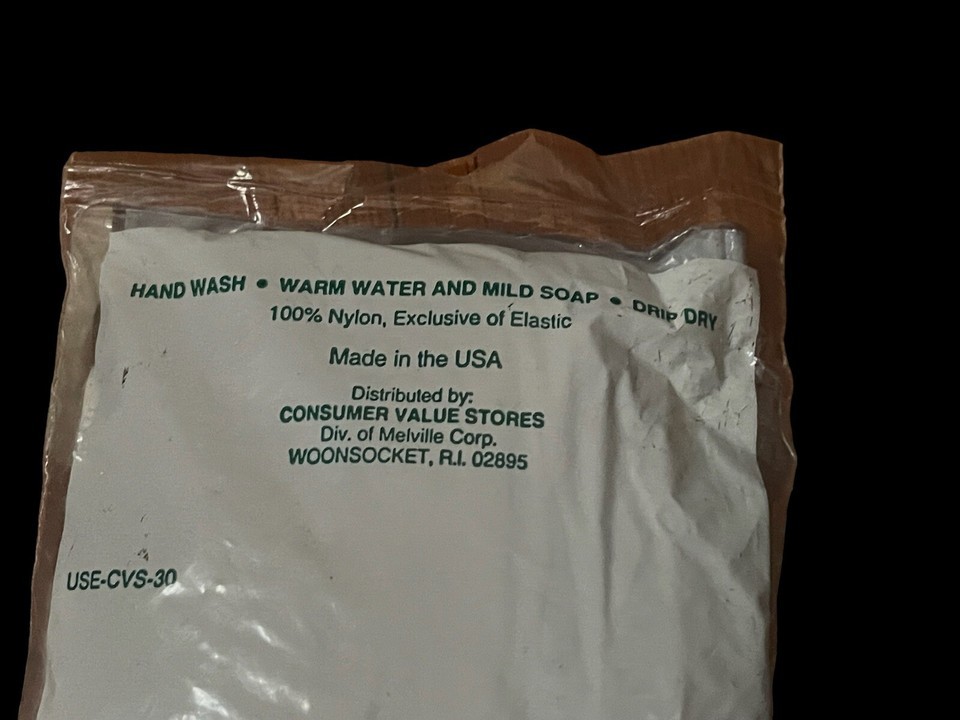 HAND WASH • WARM WATER AND MILD SOAP • DRIP DRY
100% Nylon, Exclusive of Elastic
Made in the USA
Distributed by:
CONSUMER VALUE STORES
Div. of Melville Corp.
WOONSOCKET, R.I. 02895
USE-CVS-30